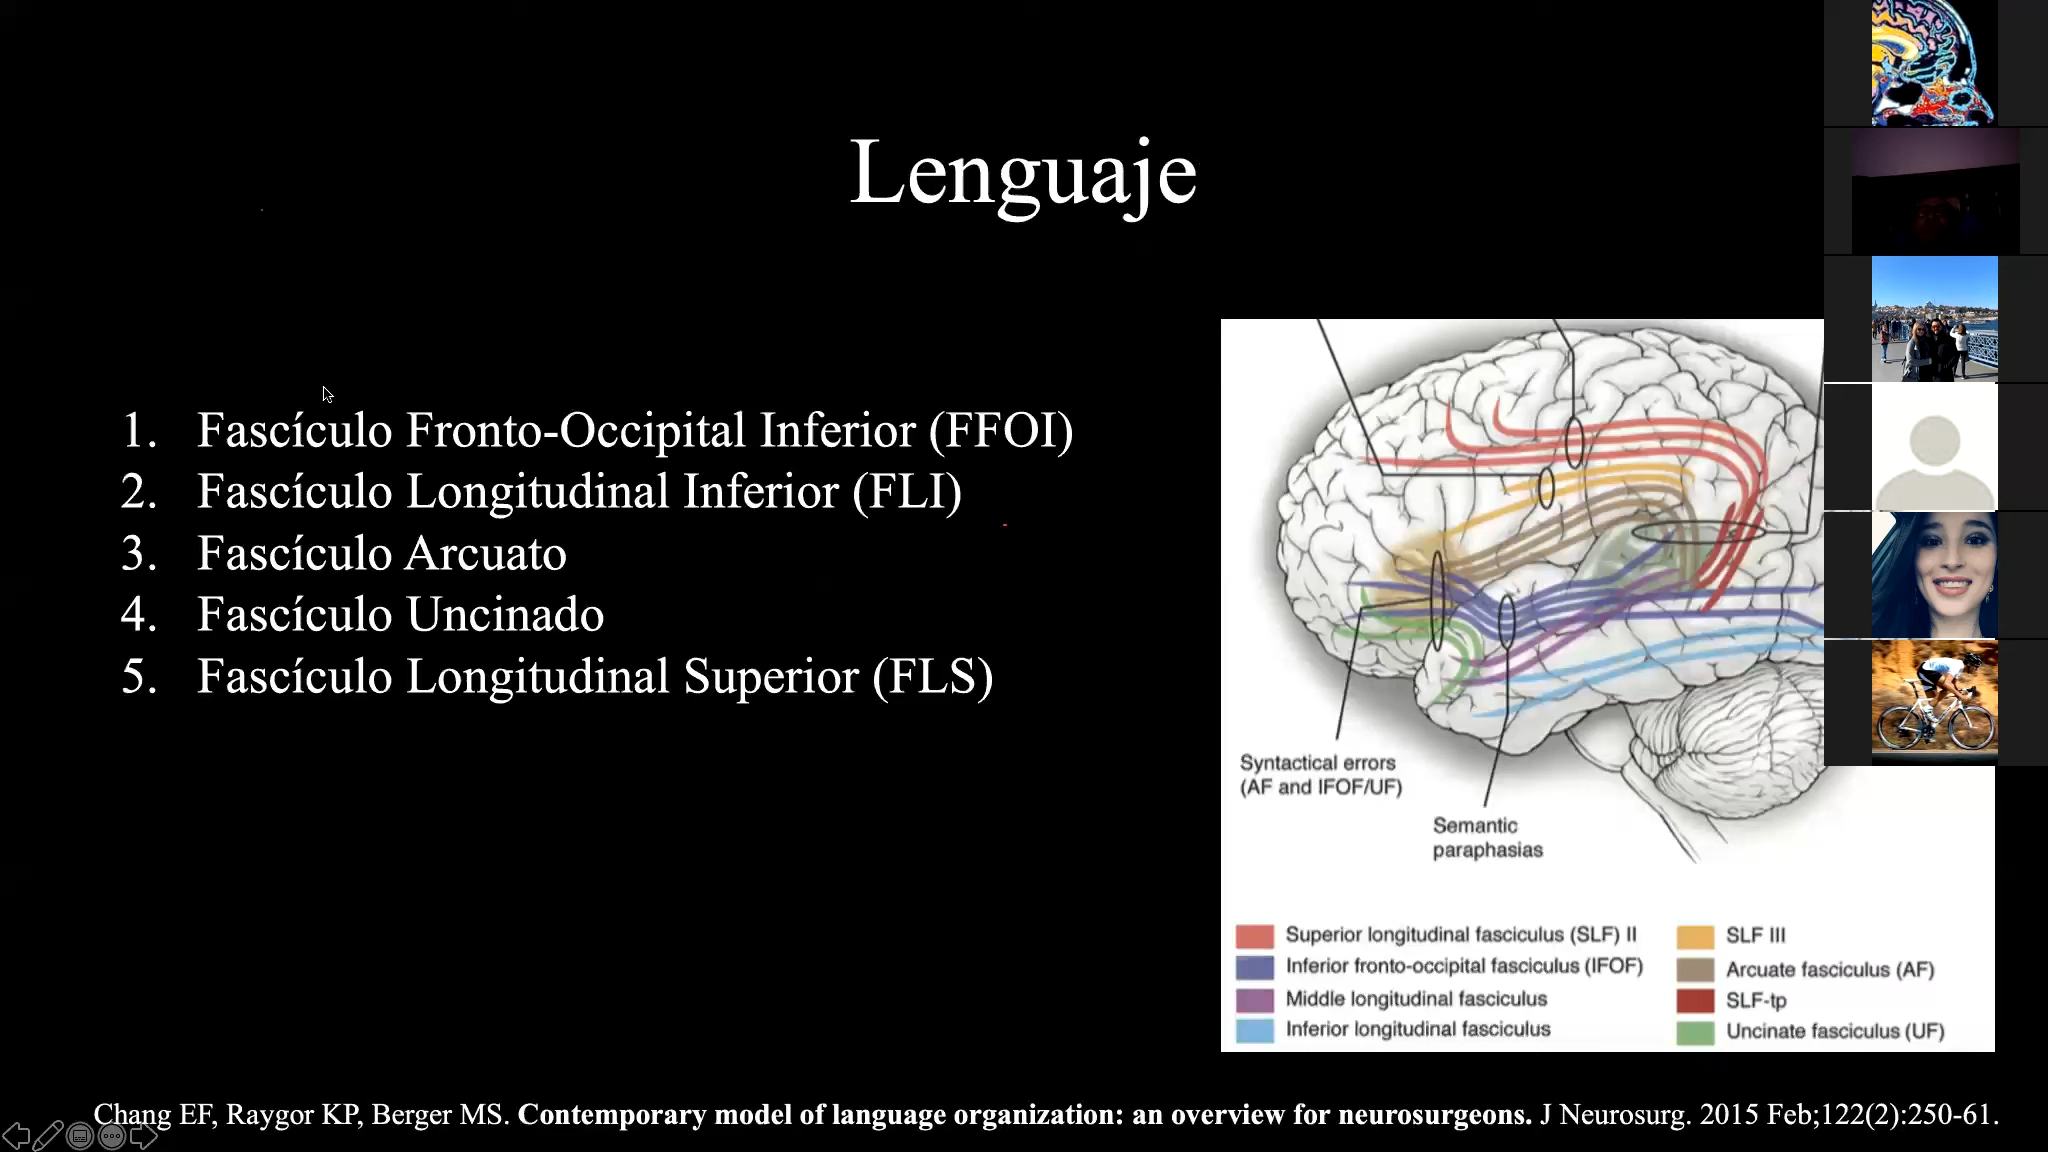 Lenguaje
1. Fascículo Fronto-Occipital Inferior (FFOI)
2. Fascículo Longitudinal Inferior (FLI)
3. Fascículo Arcuato
4. Fascículo Uncinado
5. Fascículo Longitudinal Superior (FLS)
Syntactical errors
(AF and IFOF/UF)
Semantic
paraphasias
Superior longitudinal fasciculus (SLF) II
Inferior fronto-occipital fasciculus (IFOF)
Middle longitudinal fasciculus
Inferior longitudinal fasciculus
SLF III
Arcuate fasciculus (AF)
SLF-tp
Uncinate fasciculus (UF)
Chang EF, Raygor KP, Berger MS. Contemporary model of language organization: an overview for neurosurgeons. J Neurosurg. 2015 Feb;122(2):250-61.